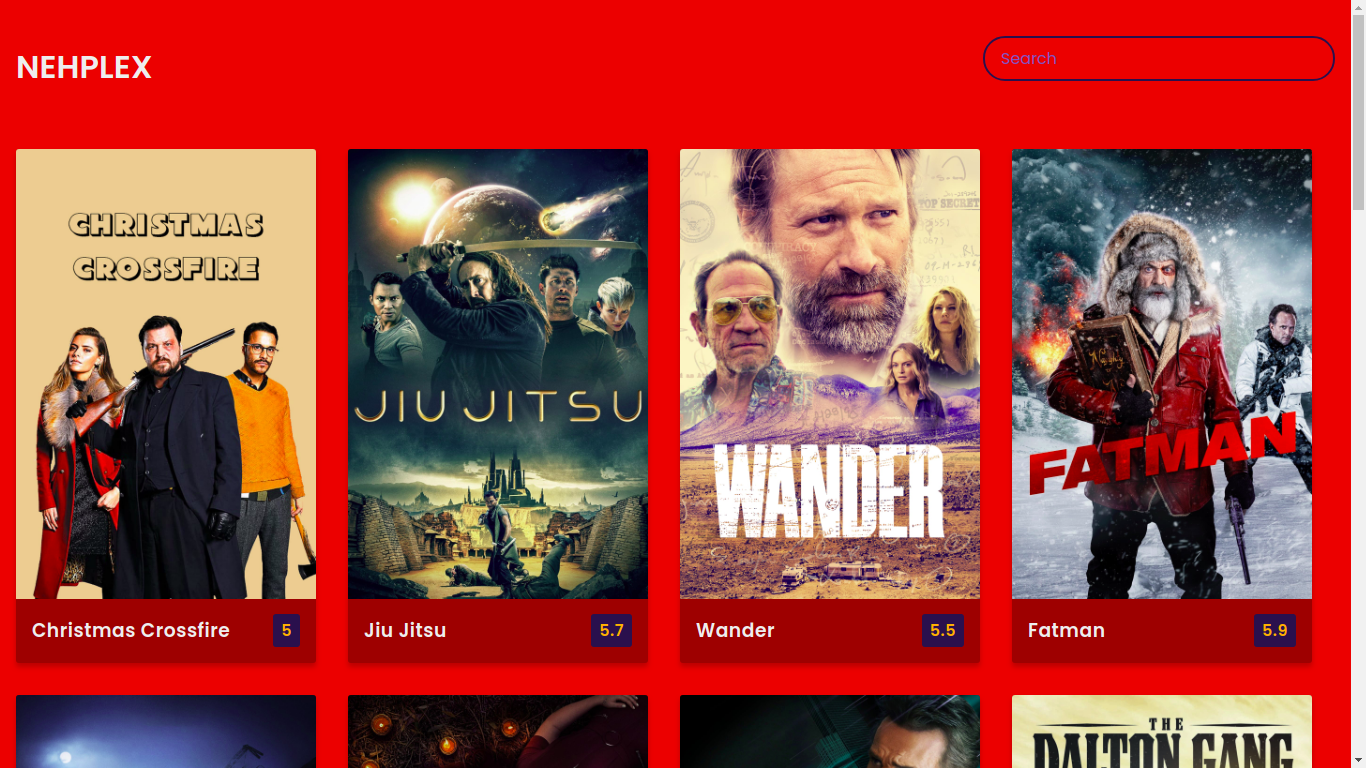 NEHPLEX
Search
CHRISTMAS
CROSSFIRE
JIU JITSU
TOP SECRET
WANDER
Naughty
FATMAN
Christmas Crossfire
5
Jiu Jitsu
5.7
Wander
5.5
Fatman
5.9
THE
DALTON GANG